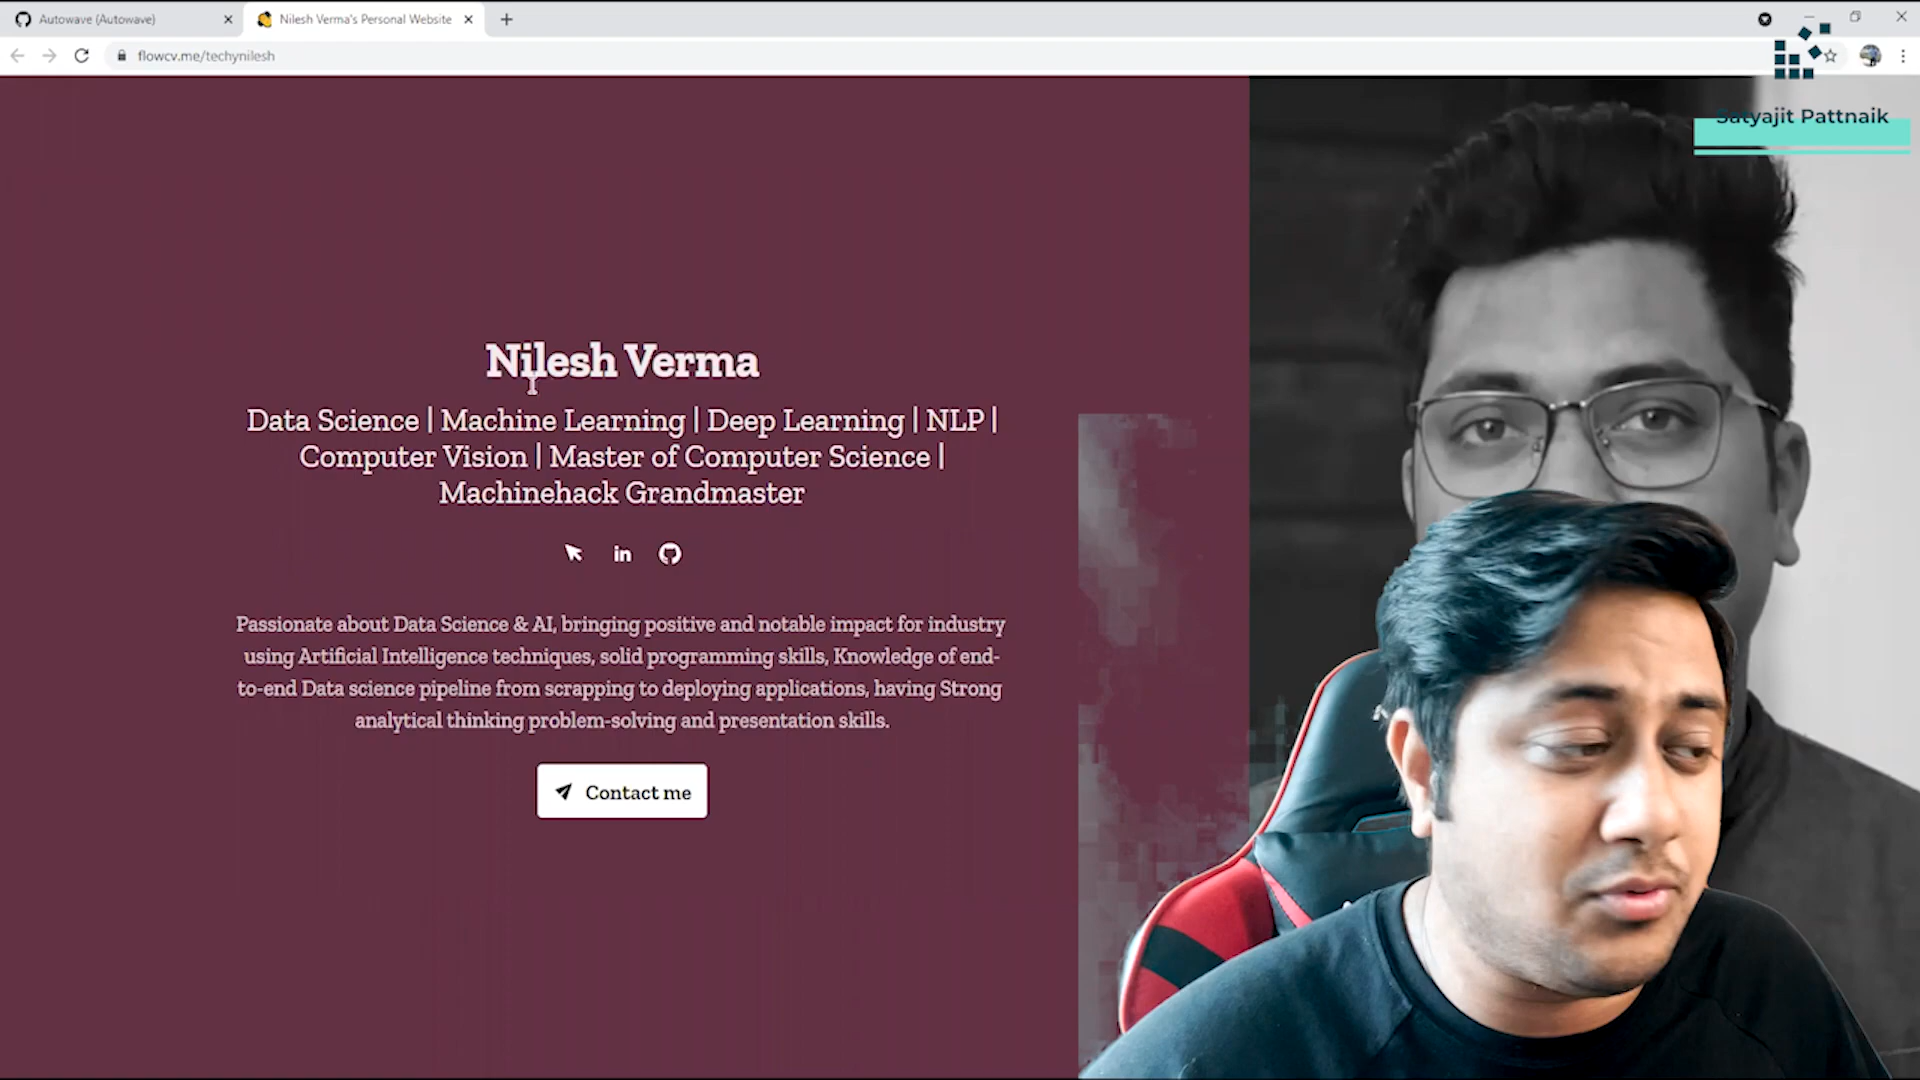 Autowave (Autowave)
Nilesh Verma's Personal Website
flowcv.me/techynilesh
Satyajit Pattnaik
Nilesh Verma
Data Science | Machine Learning | Deep Learning | NLP |
Computer Vision | Master of Computer Science |
Machinehack Grandmaster
in
Passionate about Data Science & AI, bringing positive and notable impact for industry
using Artificial Intelligence techniques, solid programming skills, Knowledge of end-
to-end Data science pipeline from scrapping to deploying applications, having Strong
analytical thinking problem-solving and presentation skills.
Contact me